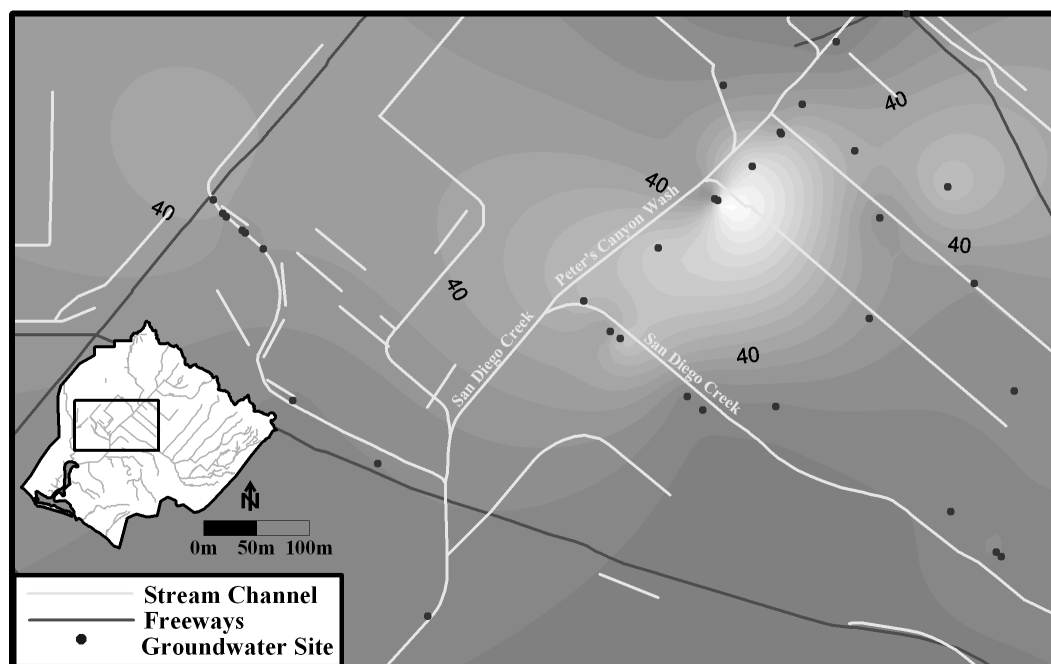 40
40
40
40
Peter's Canyon Wash
40
40
San Diego Creek
San Diego Creek
N
0m 50m 100m
Stream Channel
Freeways
Groundwater Site